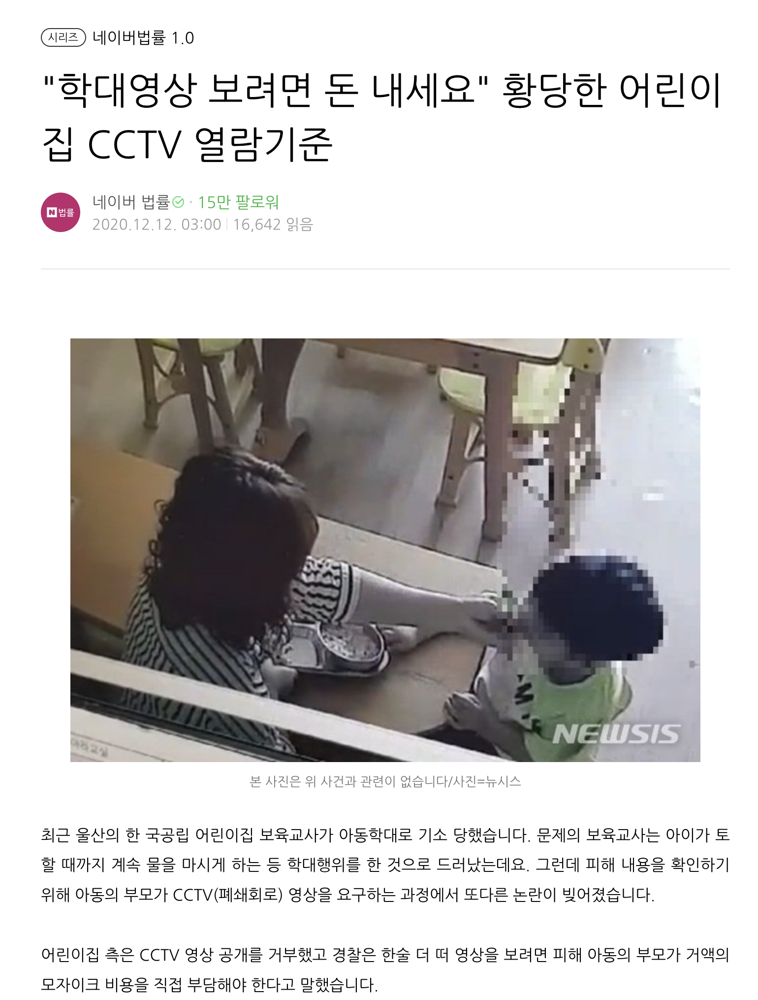 시리즈 네이버법률 1.0
"학대영상 보려면 돈 내세요" 황당한 어린이
집 CCTV 열람기준
N법률
네이버 법률 · 15만 팔로워
2020.12.12. 03:00 | 16,642 읽음
NEWSIS
본 사진은 위 사건과 관련이 없습니다/사진=뉴시스
최근 울산의 한 국공립 어린이집 보육교사가 아동학대로 기소 당했습니다. 문제의 보육교사는 아이가 토
할 때까지 계속 물을 마시게 하는 등 학대행위를 한 것으로 드러났는데요. 그런데 피해 내용을 확인하기
위해 아동의 부모가 CCTV(폐쇄회로) 영상을 요구하는 과정에서 또다른 논란이 빚어졌습니다.
어린이집 측은 CCTV 영상 공개를 거부했고 경찰은 한술 더 떠 영상을 보려면 피해 아동의 부모가 거액의
모자이크 비용을 직접 부담해야 한다고 말했습니다.